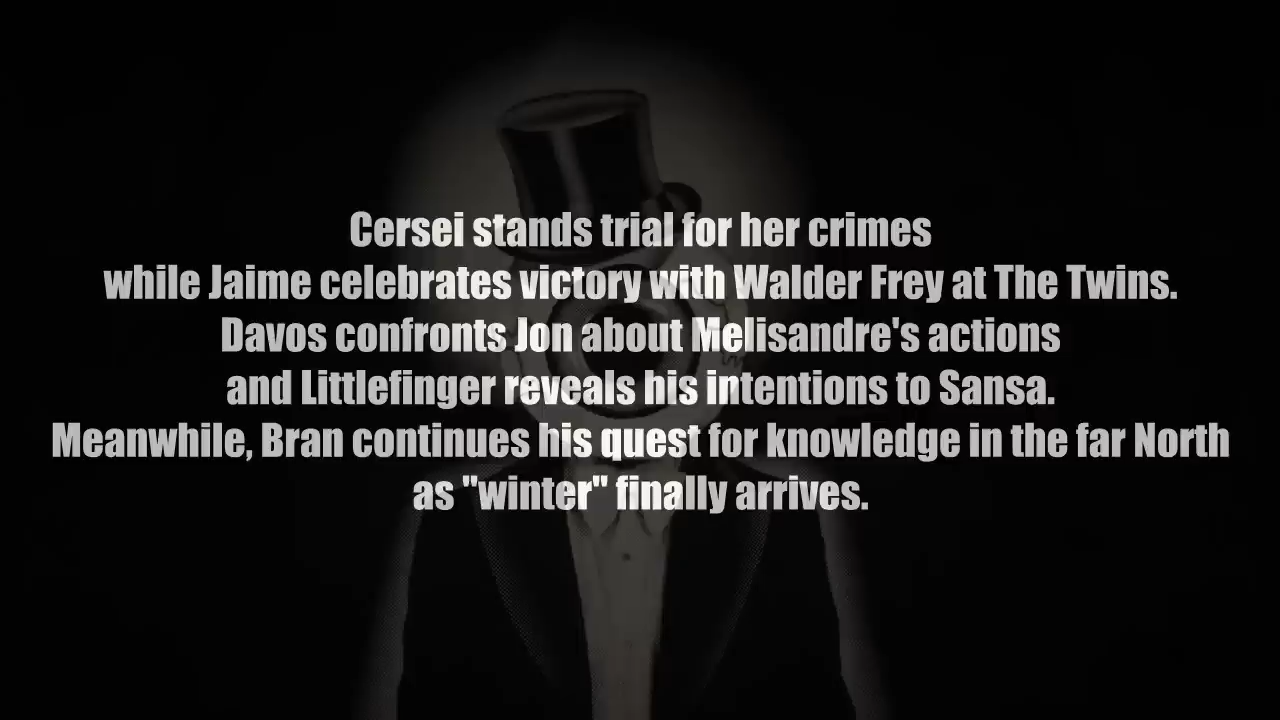 Cersei stands trial for her crimes
while Jaime celebrates victory with Walder Frey at The Twins.
Davos confronts Jon about Melisandre's actions
and Littlefinger reveals his intentions to Sansa.
Meanwhile, Bran continues his quest for knowledge in the far North
as "winter" finally arrives.